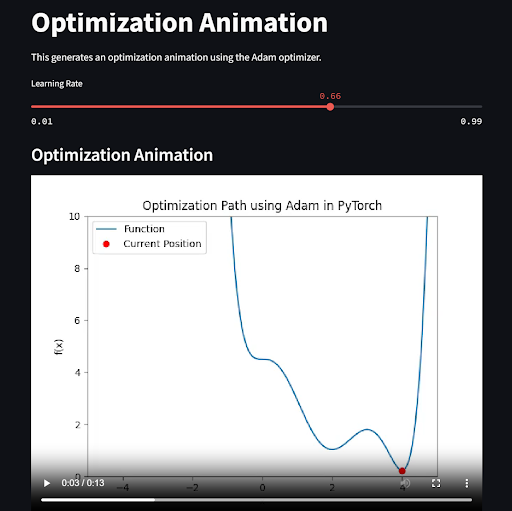 Optimization Animation
This generates an optimization animation using the Adam optimizer.
Learning Rate
0.66
0.01 0.99
Optimization Animation
Optimization Path using Adam in PyTorch
Function
Current Position
10
8
6
4
2
0
f(x)
−4 −2 0 2 4
0:03 / 0:13